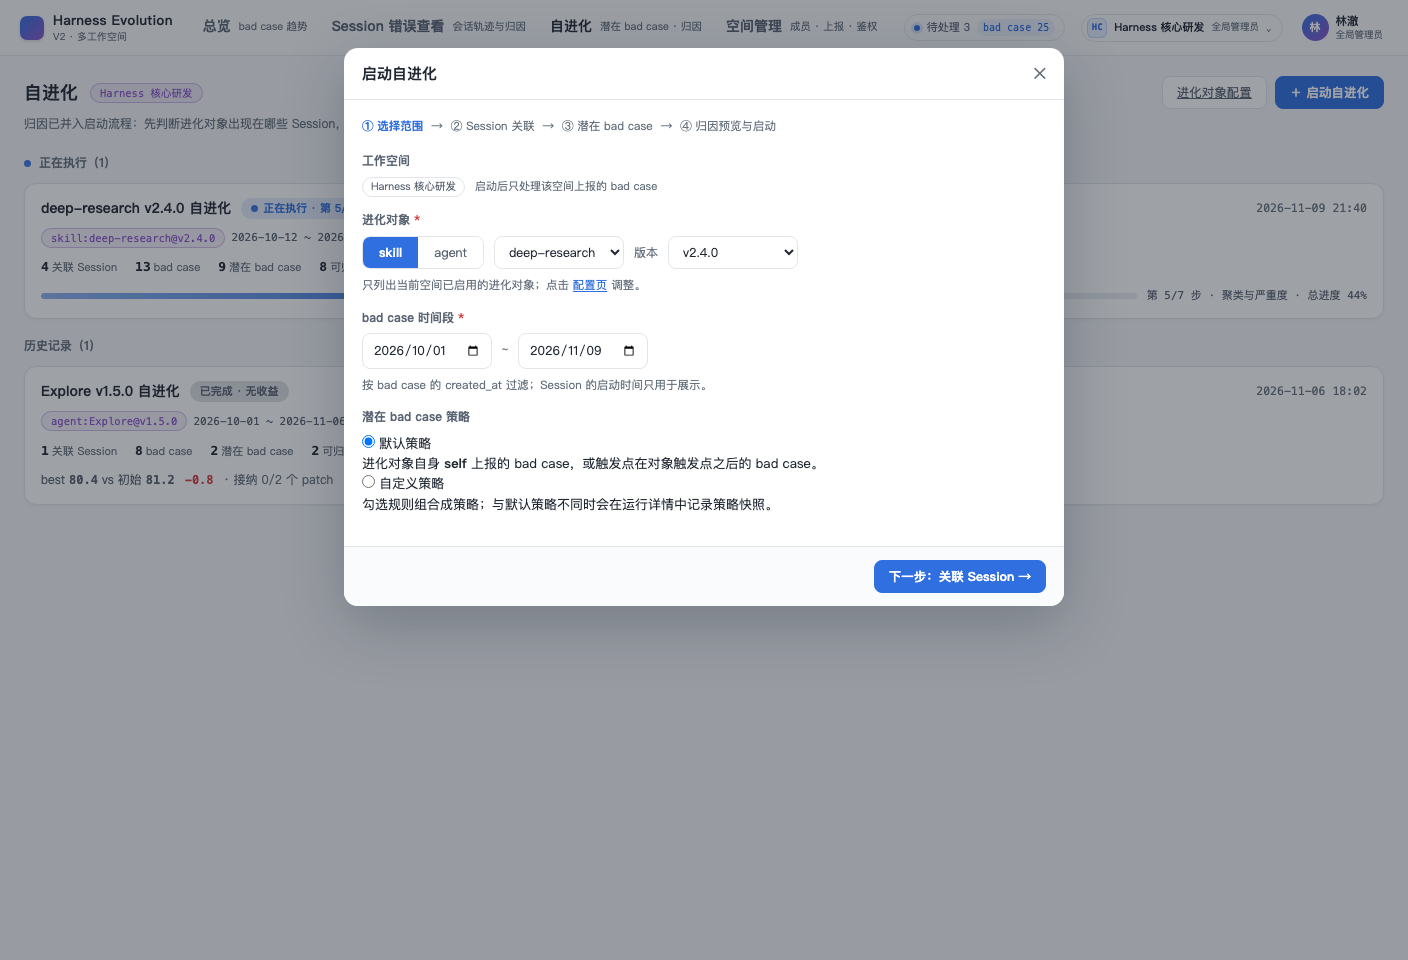 Harness Evolution
V2 · 多工作空间
总览 bad case 趋势
Session 错误查看 会话轨迹与归因
自进化 潜在 bad case · 归因
空间管理 成员 · 上报 · 鉴权
待处理 3 bad case 25
HC Harness 核心研发 全局管理员
林 林澈
全局管理员
自进化 Harness 核心研发
进化对象配置
+ 启动自进化
归因已并入启动流程：先判断进化对象出现在哪些 Session，
正在执行（1）
deep-research v2.4.0 自进化 正在执行 · 第 5/
2026-11-09 21:40
skill:deep-research@v2.4.0 2026-10-12 ~ 2026
4 关联 Session 13 bad case 9 潜在 bad case 8
第 5/7 步 · 聚类与严重度 · 总进度 44%
历史记录（1）
Explore v1.5.0 自进化 已完成 · 无收益
2026-11-06 18:02
agent:Explore@v1.5.0 2026-10-01 ~ 2026-11-06
1 关联 Session 8 bad case 2 潜在 bad case 2 可归
best 80.4 vs 初始 81.2 −0.8 · 接纳 0/2 个 patch
启动自进化
① 选择范围 → ② Session 关联 → ③ 潜在 bad case → ④ 归因预览与启动
工作空间
Harness 核心研发 启动后只处理该空间上报的 bad case
进化对象 *
skill agent deep-research 版本 v2.4.0
只列出当前空间已启用的进化对象；点击 配置页 调整。
bad case 时间段 *
2026/10/01 ~ 2026/11/09
按 bad case 的 created_at 过滤；Session 的启动时间只用于展示。
潜在 bad case 策略
默认策略
进化对象自身 self 上报的 bad case，或触发点在对象触发点之后的 bad case。
自定义策略
勾选规则组合成策略；与默认策略不同时会在运行详情中记录策略快照。
下一步：关联 Session →